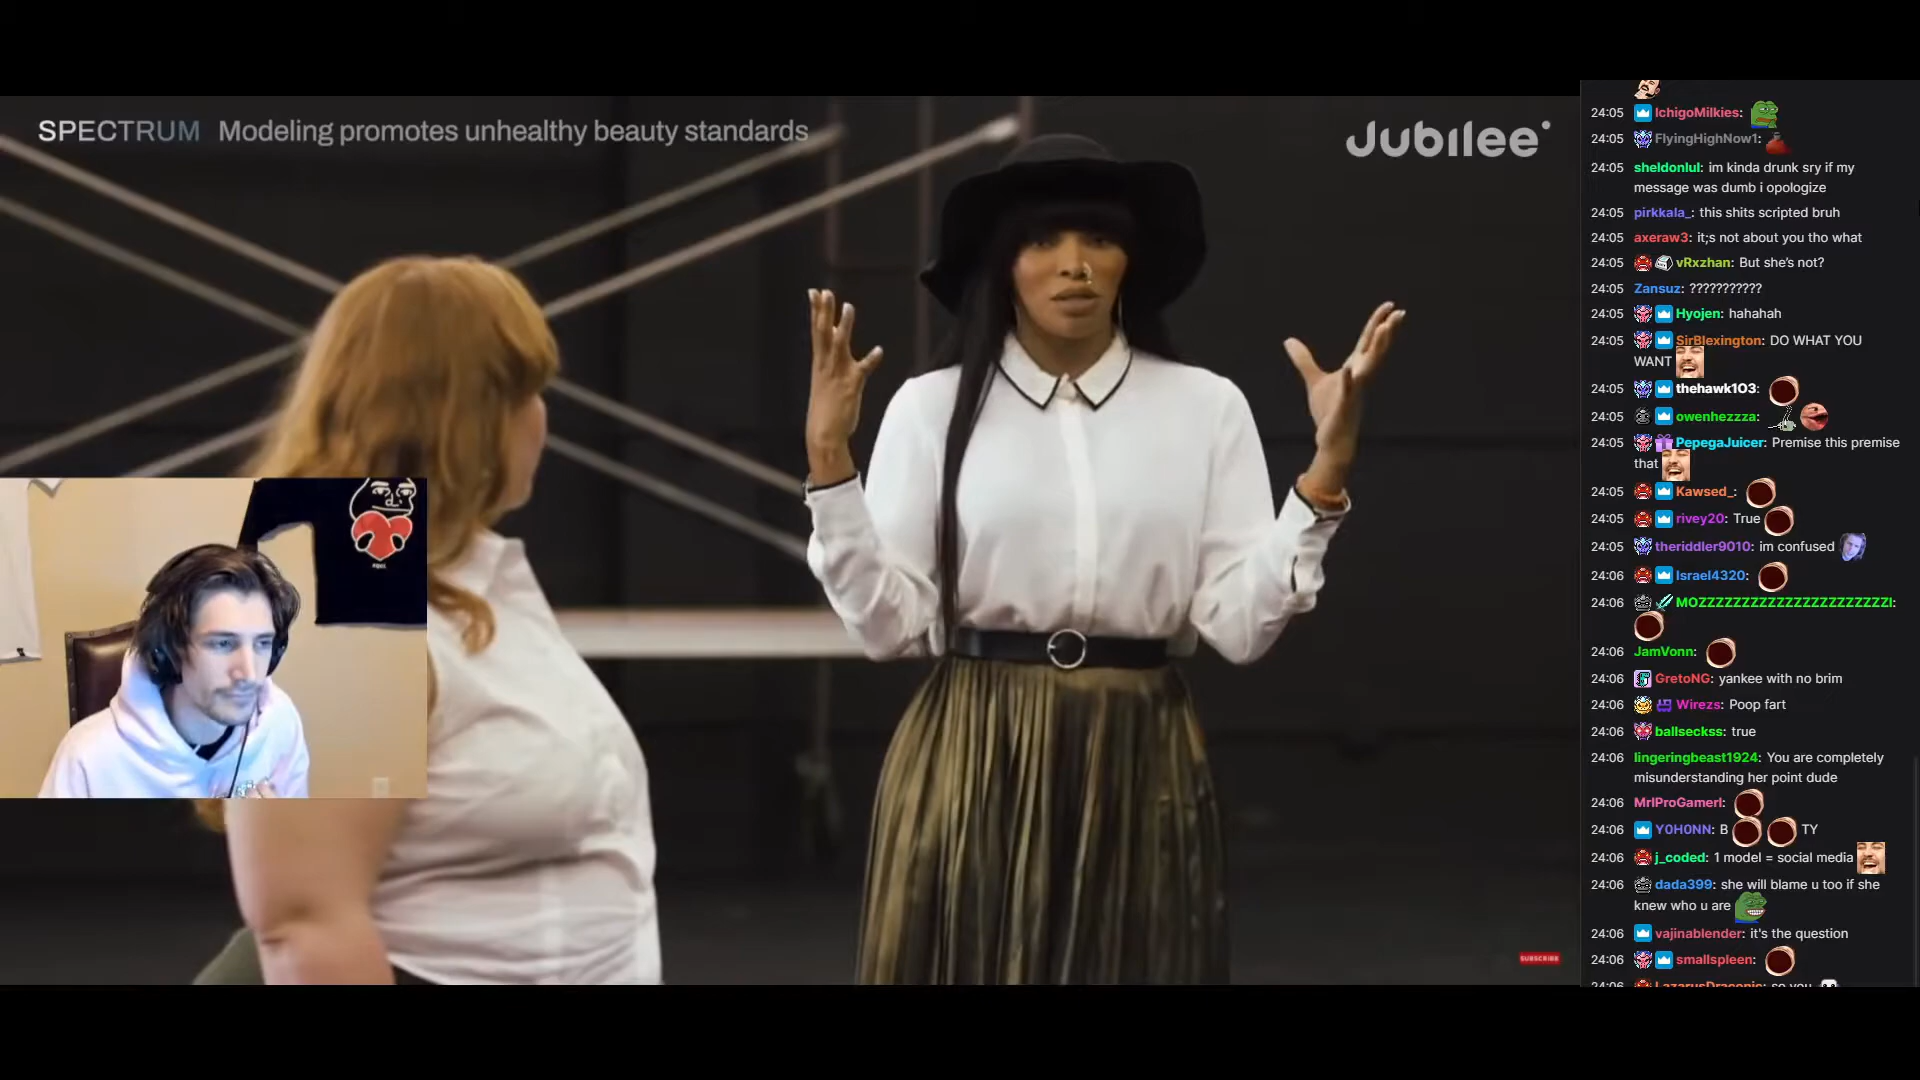 SPECTRUM Modeling promotes unhealthy beauty standards
Jubilee
SUBSCRIBE
24:05 IchigoMilkies:
24:05 FlyingHighNow1:
24:05 sheldonlul: im kinda drunk sry if my
message was dumb i opologize
24:05 pirkkala_: this shits scripted bruh
24:05 axeraw3: it;s not about you tho what
24:05 vRxzhan: But she's not?
24:05 Zansuz: ???????????
24:05 Hyojen: hahahah
24:05 SirBlexington: DO WHAT YOU
WANT
24:05 thehawk1O3:
24:05 owenhezzza:
24:05 PepegaJuicer: Premise this premise
that
24:05 Kawsed_:
24:05 rivey20: True
24:05 theriddler9010: im confused
24:06 Israel4320:
24:06
24:06 JamVonn:
24:06 GretoNG: yankee with no brim
24:06 Wirezs: Poop fart
24:06 ballseckss: true
24:06 lingeringbeast1924: You are completely
misunderstanding her point dude
24:06
24:06 Y0H0NN: B TY
24:06 j_coded: 1 model = social media
24:06 dada399: she will blame u too if she
knew who u are
24:06 vajinablender: it's the question
24:06 smallspleen:
24:06 LazarusDraconic: so you